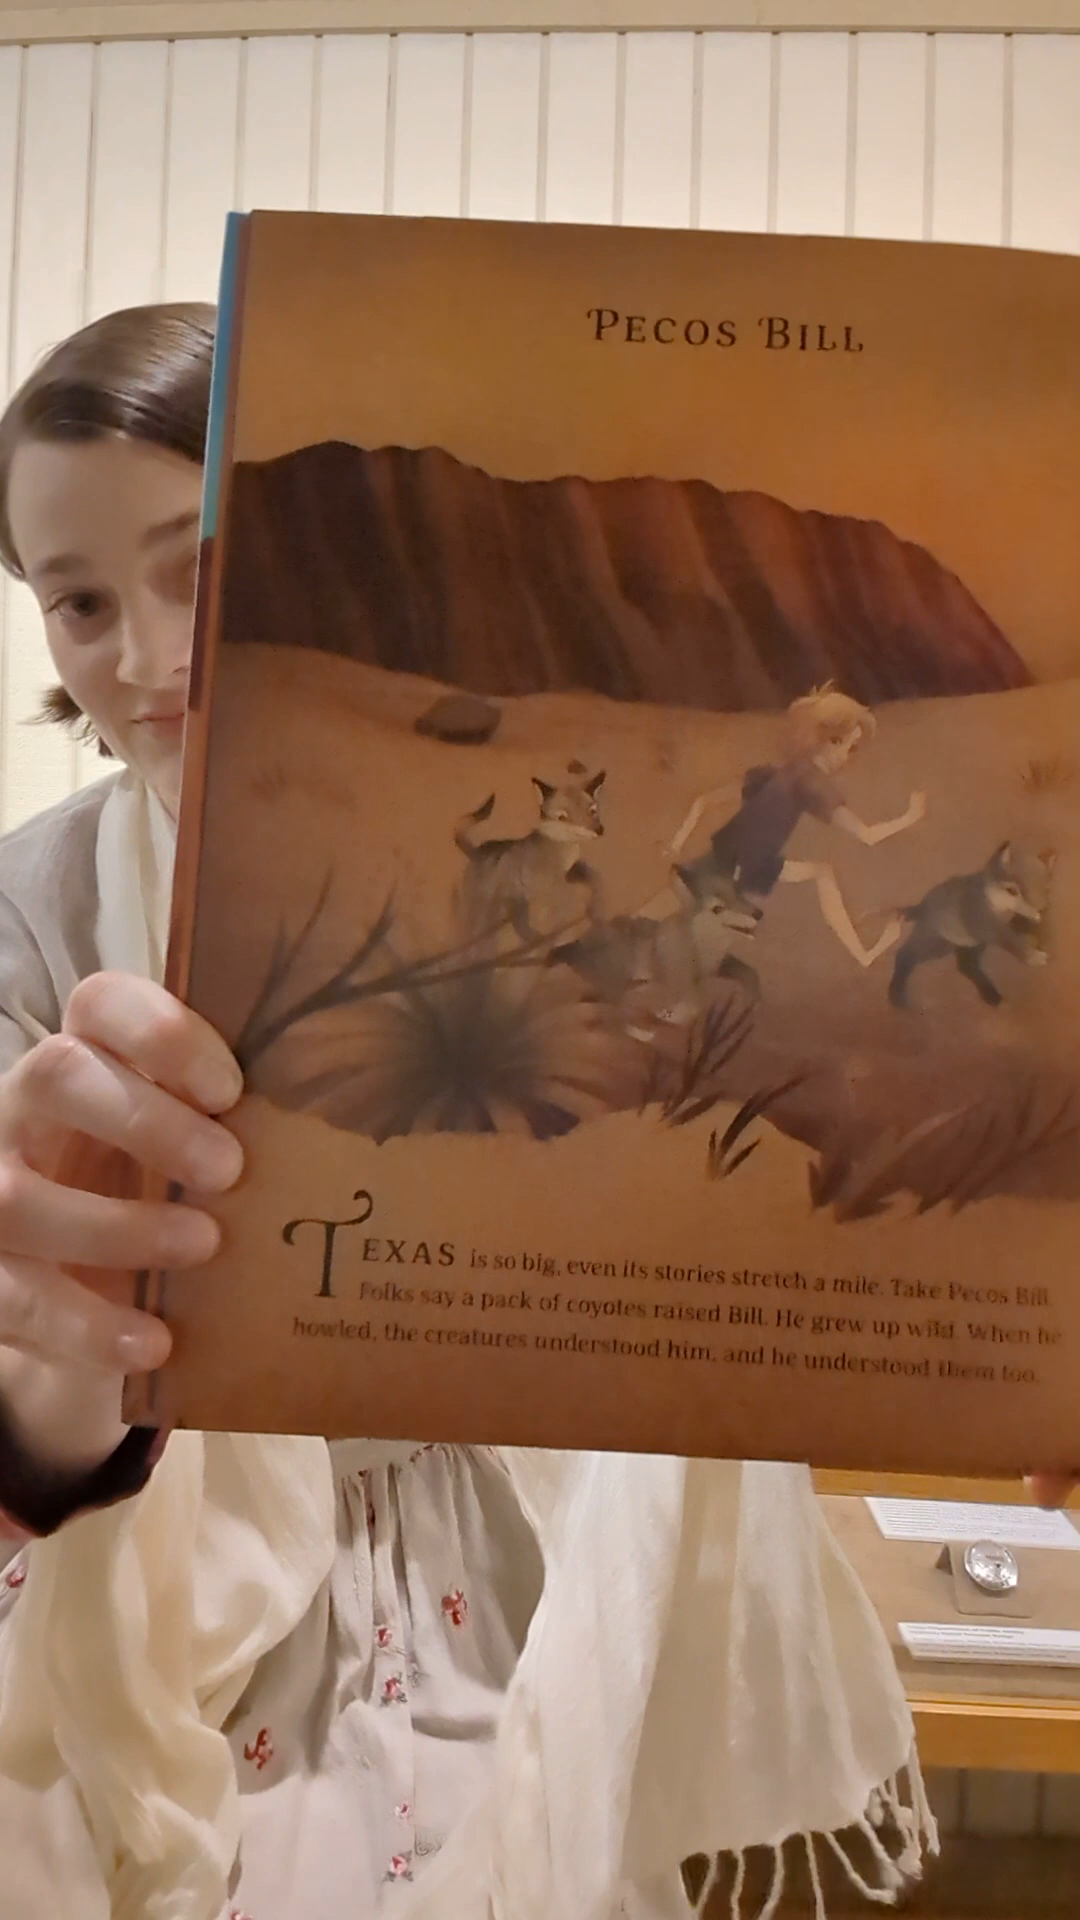 PECOS BILL
TEXAS is so big, even its stories stretch a mile. Take Pecos Bill.
Folks say a pack of coyotes raised Bill. He grew up wild. When he
howled, the creatures understood him, and he understood them too.